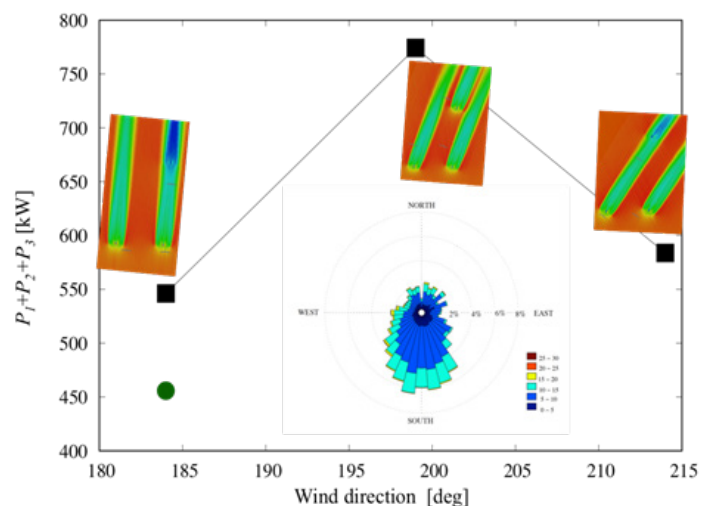 800
750
700
650
600
550
500
450
400
P1+P2+P3 [kW]
180
185
190
195
200
205
210
215
Wind direction [deg]
NORTH
WEST
2%
4%
6%
8%
EAST
SOUTH
25 – 30
20 – 25
15 – 20
10 – 15
5 – 10
0 – 5